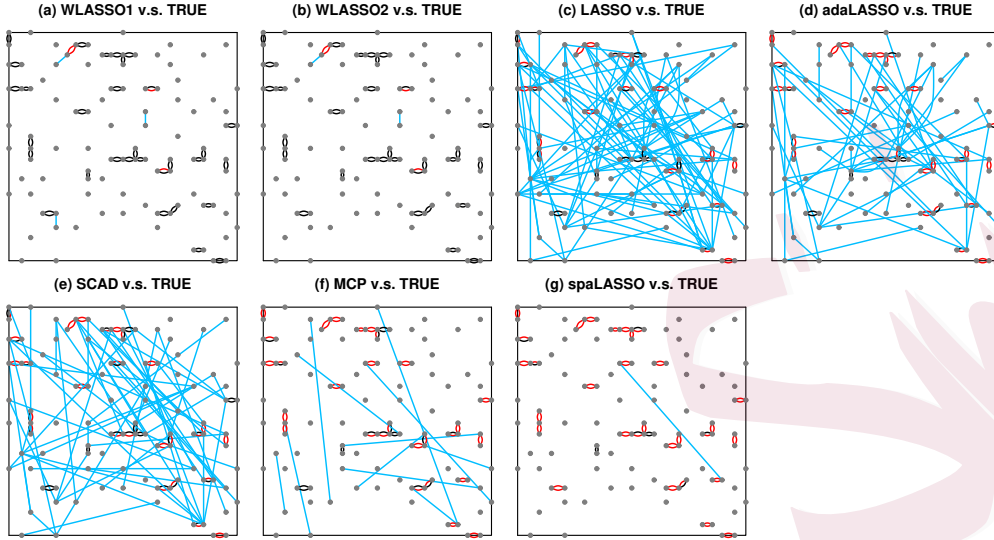 (a) WLASSO1 v.s. TRUE
(b) WLASSO2 v.s. TRUE
(c) LASSO v.s. TRUE
(d) adaLASSO v.s. TRUE
(e) SCAD v.s. TRUE
(f) MCP v.s. TRUE
(g) spaLASSO v.s. TRUE